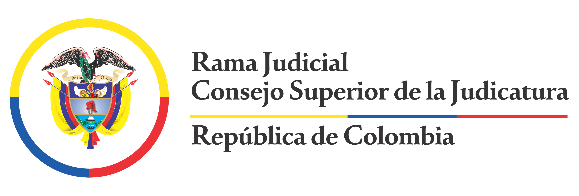 Rama Judicial
Consejo Superior de la Judicatura
República de Colombia